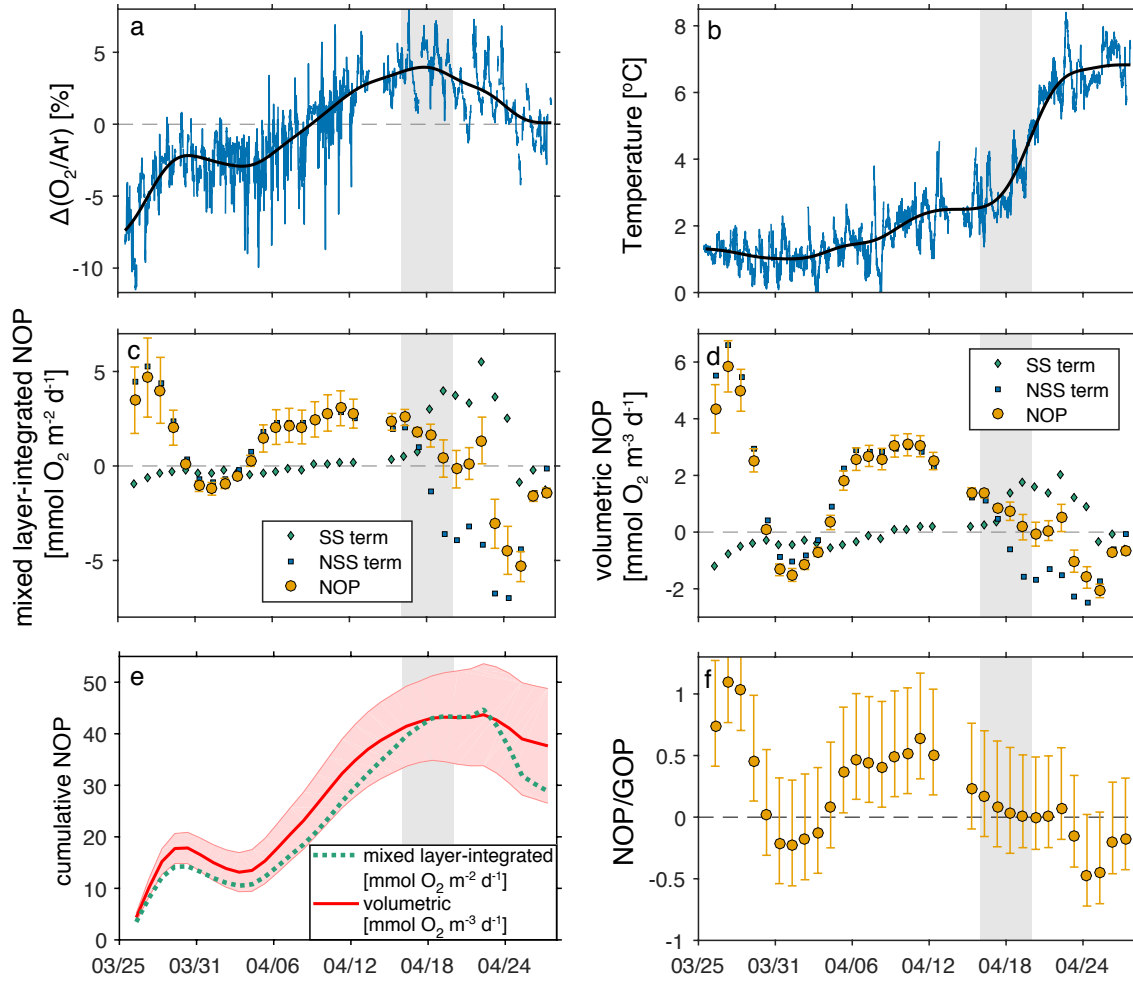 a
Δ(O2/Ar) [%]
5
0
-5
-10
b
Temperature [°C]
8
6
4
2
0
c
mixed layer-integrated NOP
[mmol O2 m-2 d-1]
5
0
-5
SS term
NSS term
NOP
d
volumetric NOP
[mmol O2 m-3 d-1]
6
4
2
0
-2
SS term
NSS term
NOP
e
cumulative NOP
50
40
30
20
10
0
mixed layer-integrated
[mmol O2 m-2 d-1]
volumetric
[mmol O2 m-3 d-1]
03/25 03/31 04/06 04/12 04/18 04/24
f
NOP/GOP
1
0.5
0
-0.5
-1
03/25 03/31 04/06 04/12 04/18 04/24